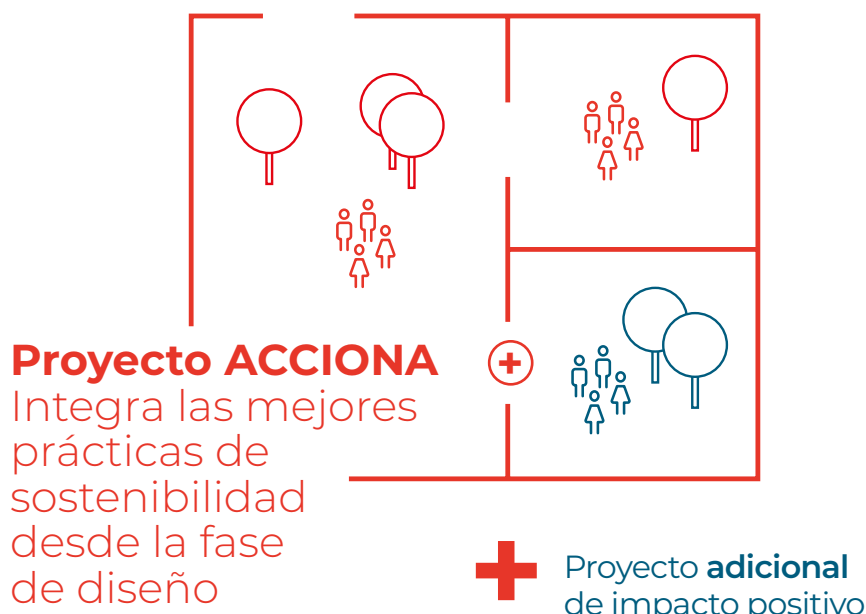 Proyecto ACCIONA
Integra las mejores
prácticas de
sostenibilidad
desde la fase
de diseño
Proyecto adicional
de impacto positivo